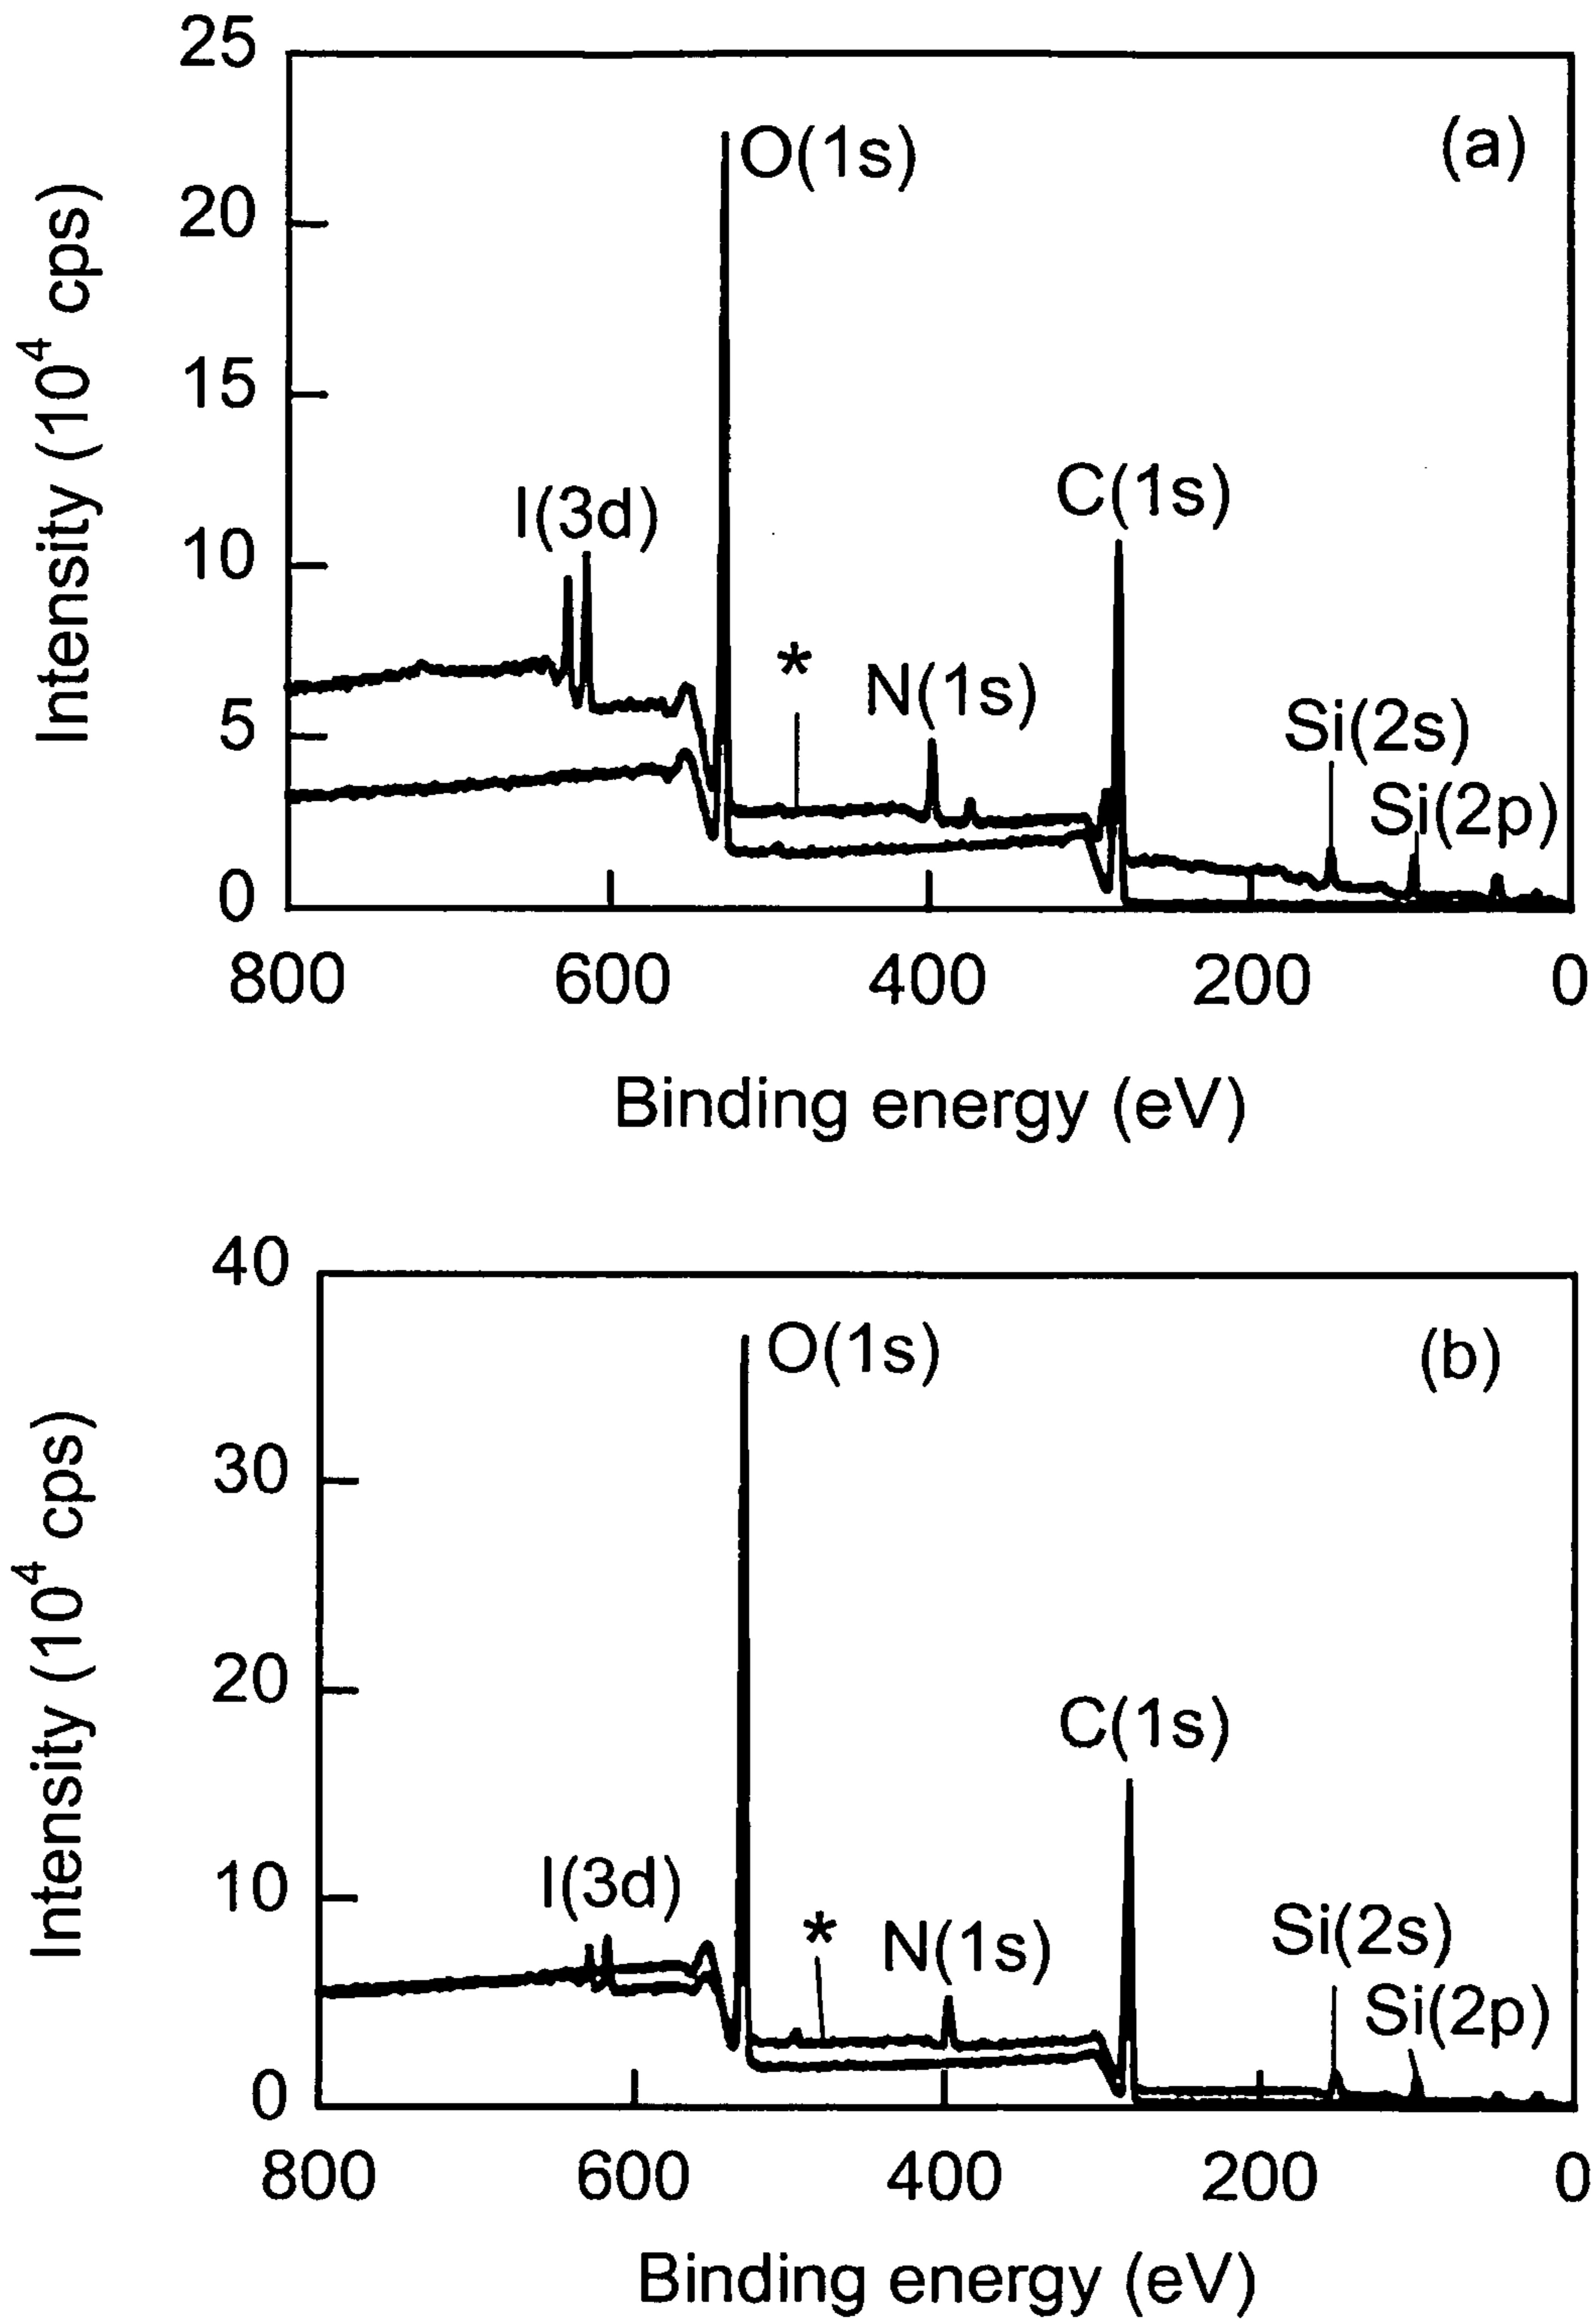 25
(a)
O(1s)
20
15
I(3d)
C(1s)
10
*
N(1s)
Si(2s)
5
Si(2p)
0
800 600 400 200 0
Intensity (10⁴ cps)
Binding energy (eV)
40
(b)
O(1s)
30
20
C(1s)
10
I(3d)
*
N(1s)
Si(2s)
Si(2p)
0
800 600 400 200 0
Intensity (10⁴ cps)
Binding energy (eV)